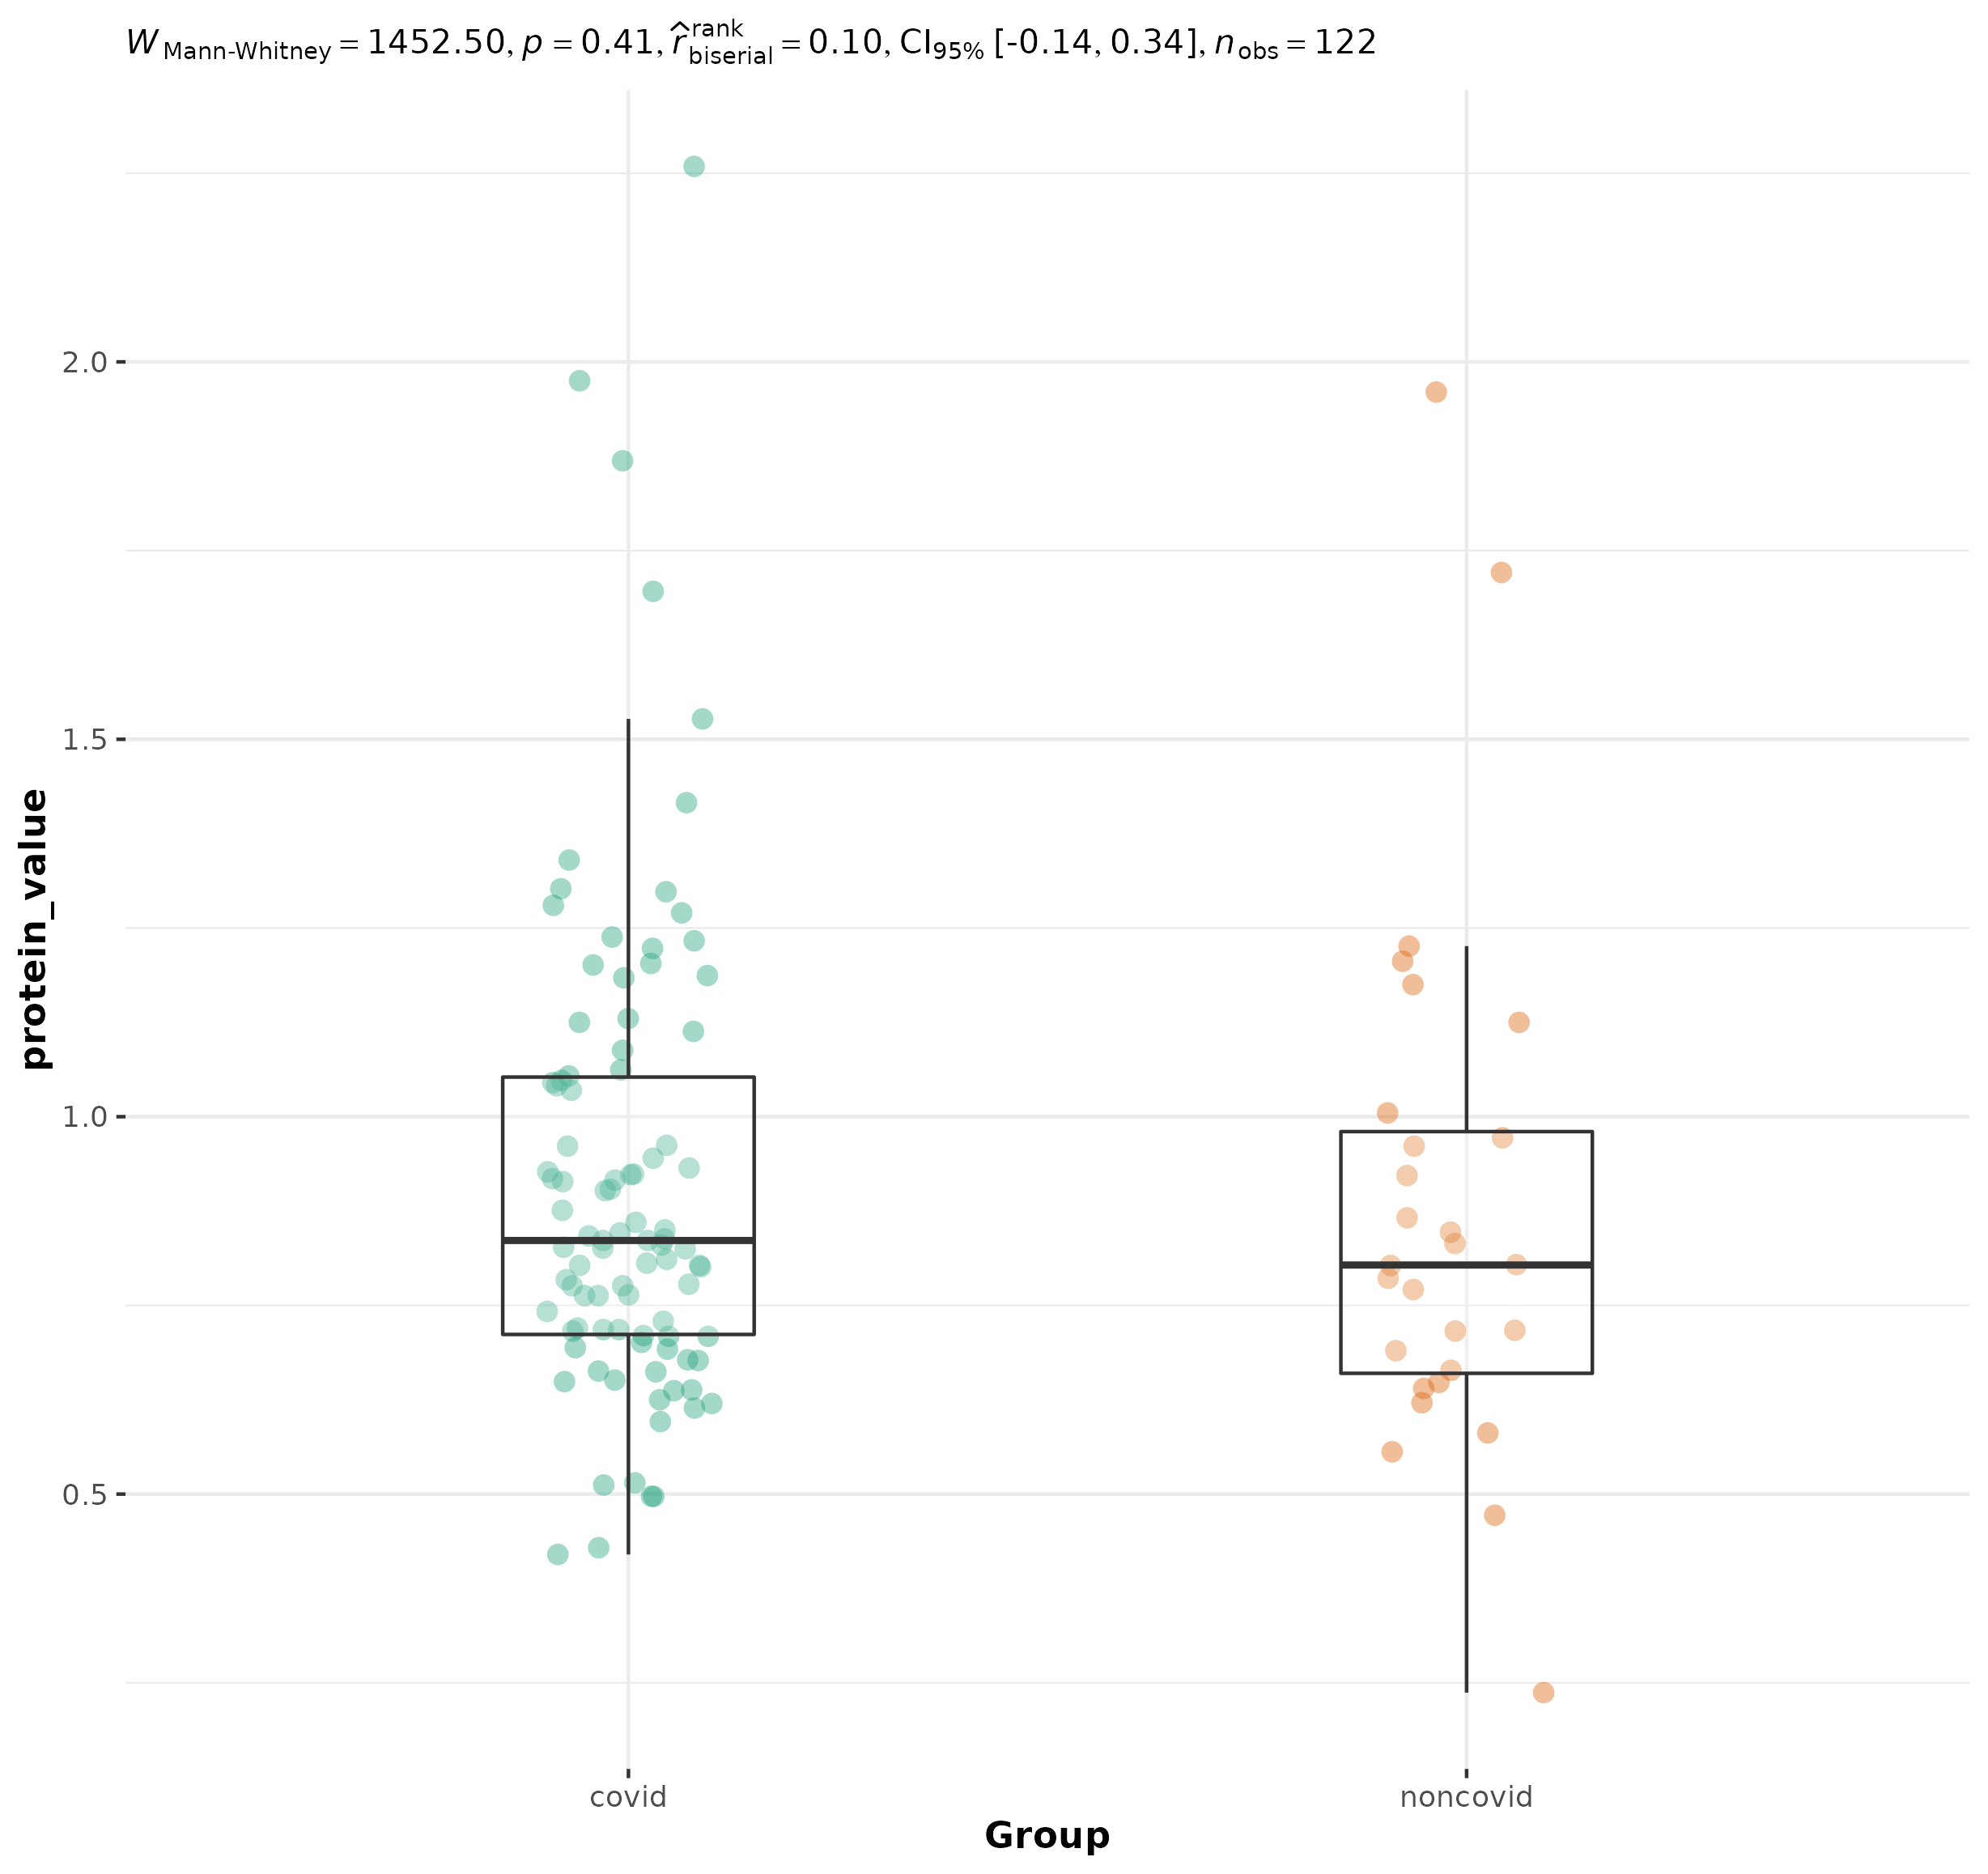 W Mann-Whitney = 1452.50, p = 0.41, r̂ rank biserial = 0.10, CI95% [-0.14, 0.34], n obs = 122
2.0
1.5
1.0
0.5
protein_value
covid noncovid
Group